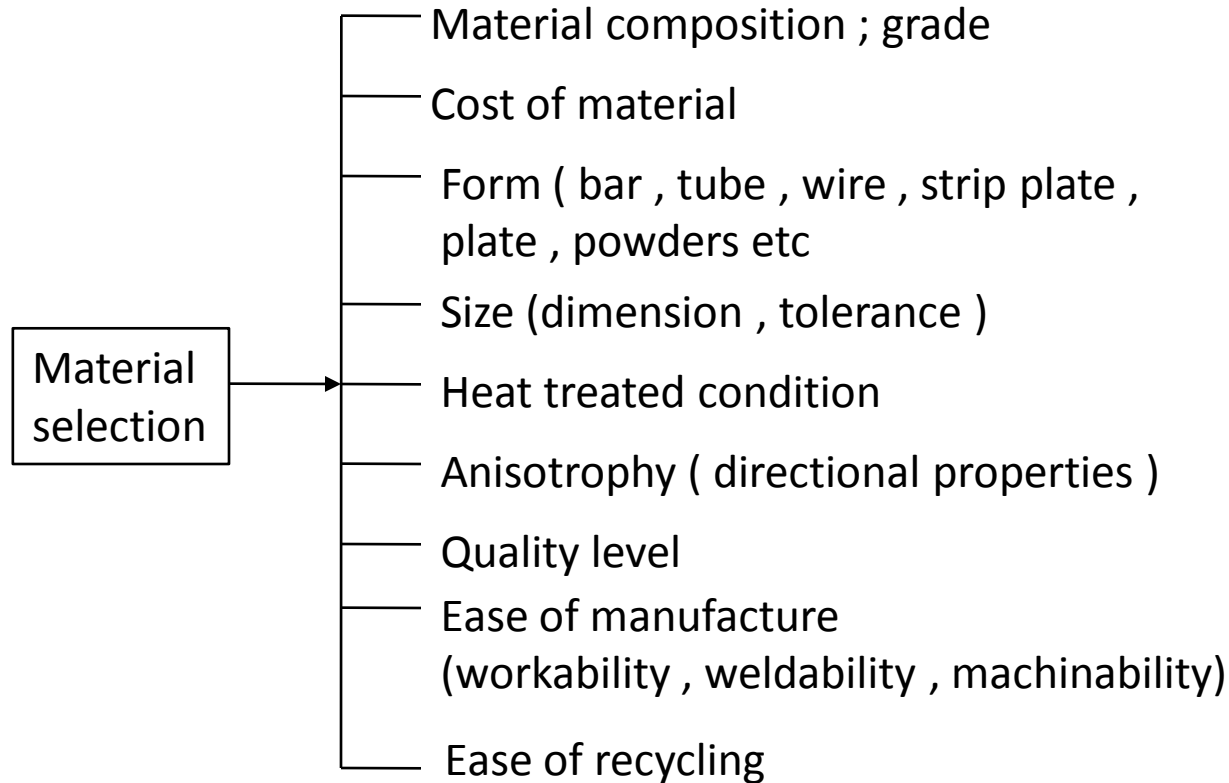 Material composition ; grade
Cost of material
Form ( bar , tube , wire , strip plate ,
plate , powders etc
Size (dimension , tolerance )
Material
selection
Heat treated condition
Anisotropy ( directional properties )
Quality level
Ease of manufacture
(workability , weldability , machinability)
Ease of recycling